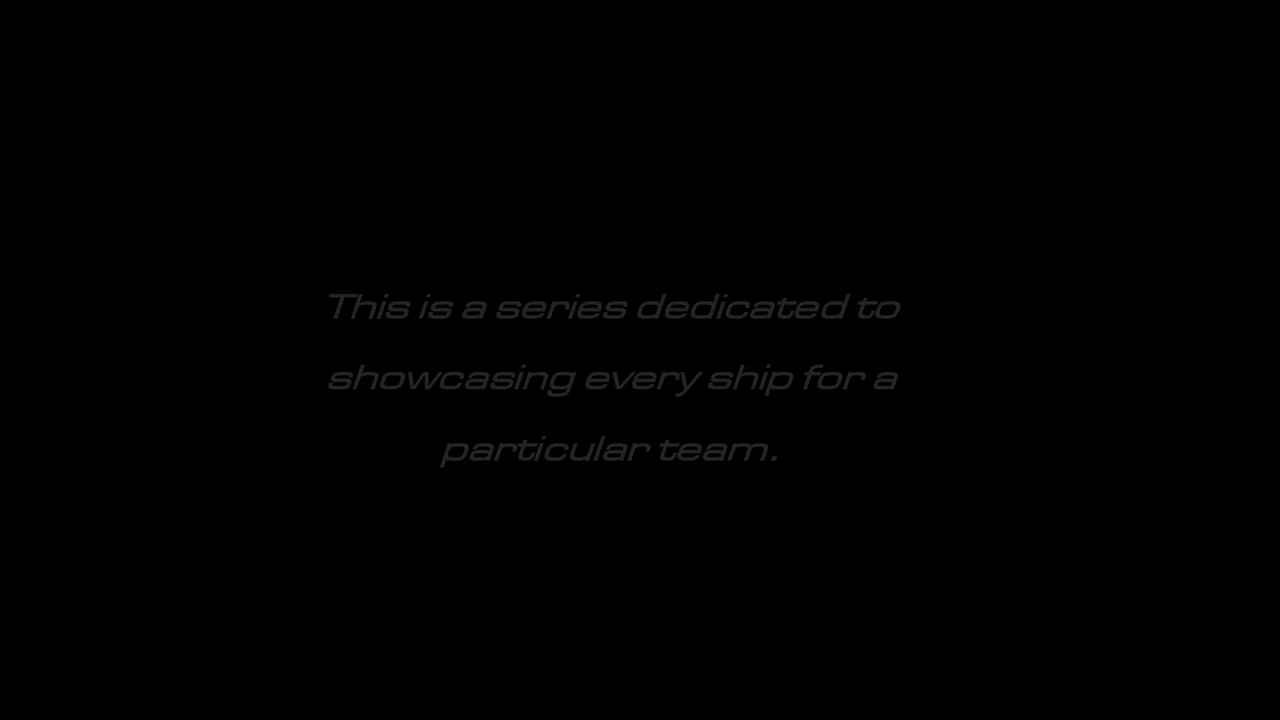 This is a series dedicated to
showcasing every ship for a
particular team.